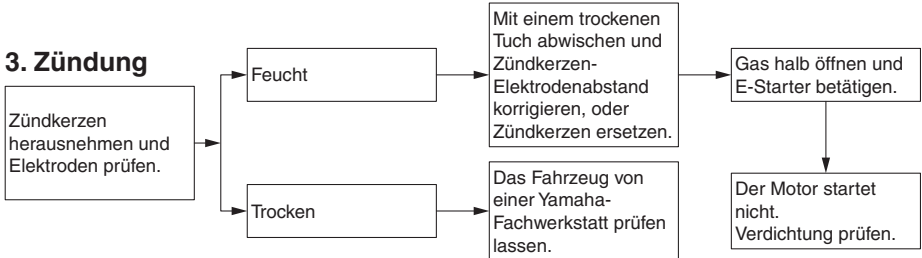 3. Zündung
Zündkerzen
herausnehmen und
Elektroden prüfen.
Feucht
Mit einem trockenen
Tuch abwischen und
Zündkerzen-
Elektrodenabstand
korrigieren, oder
Zündkerzen ersetzen.
Gas halb öffnen und
E-Starter betätigen.
Der Motor startet
nicht.
Verdichtung prüfen.
Trocken
Das Fahrzeug von
einer Yamaha-
Fachwerkstatt prüfen
lassen.